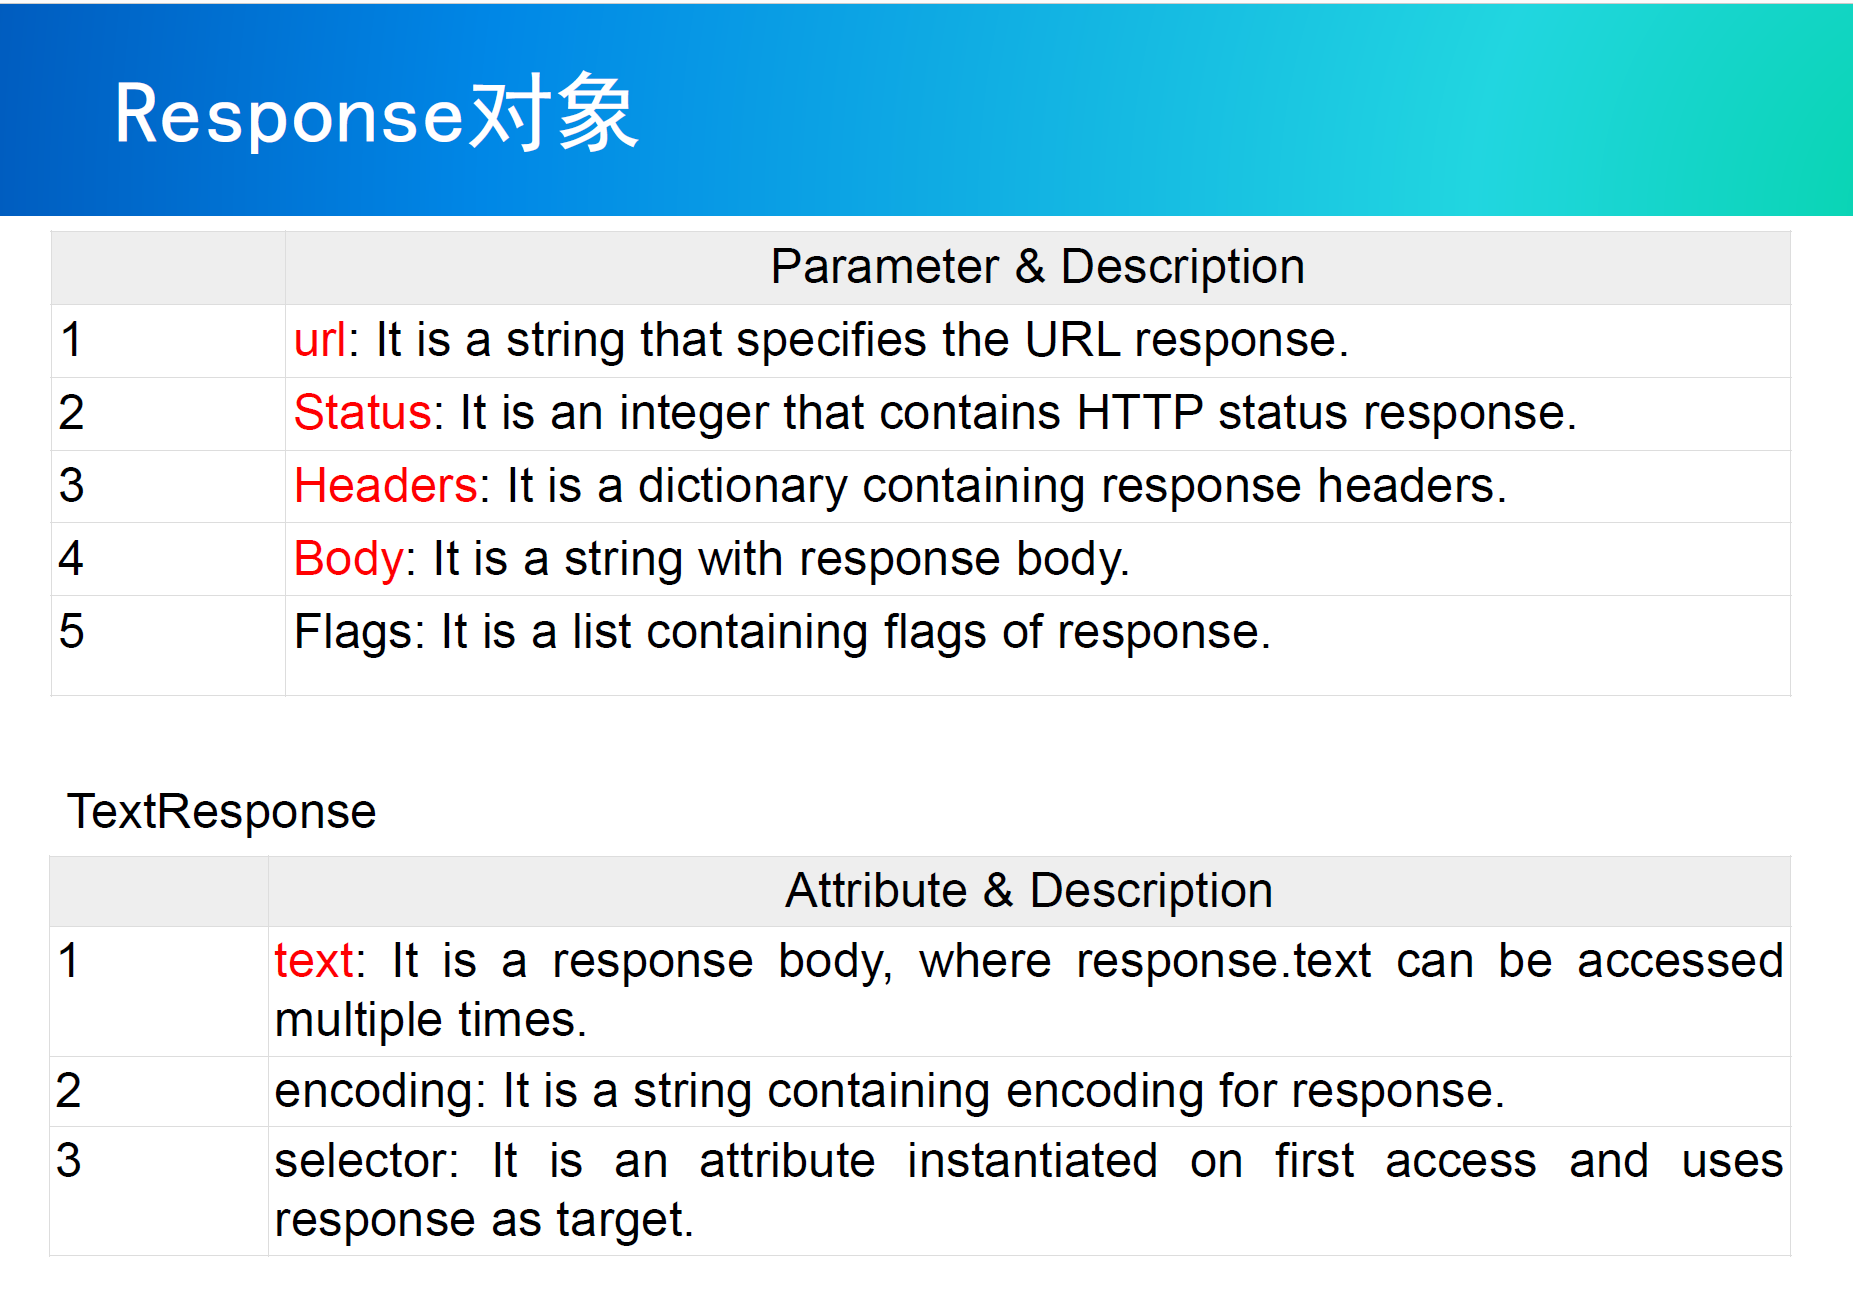 Response对象
Parameter & Description
1 url: It is a string that specifies the URL response.
2 Status: It is an integer that contains HTTP status response.
3 Headers: It is a dictionary containing response headers.
4 Body: It is a string with response body.
5 Flags: It is a list containing flags of response.
TextResponse
Attribute & Description
1 text: It is a response body, where response.text can be accessed
multiple times.
2 encoding: It is a string containing encoding for response.
3 selector: It is an attribute instantiated on first access and uses
response as target.